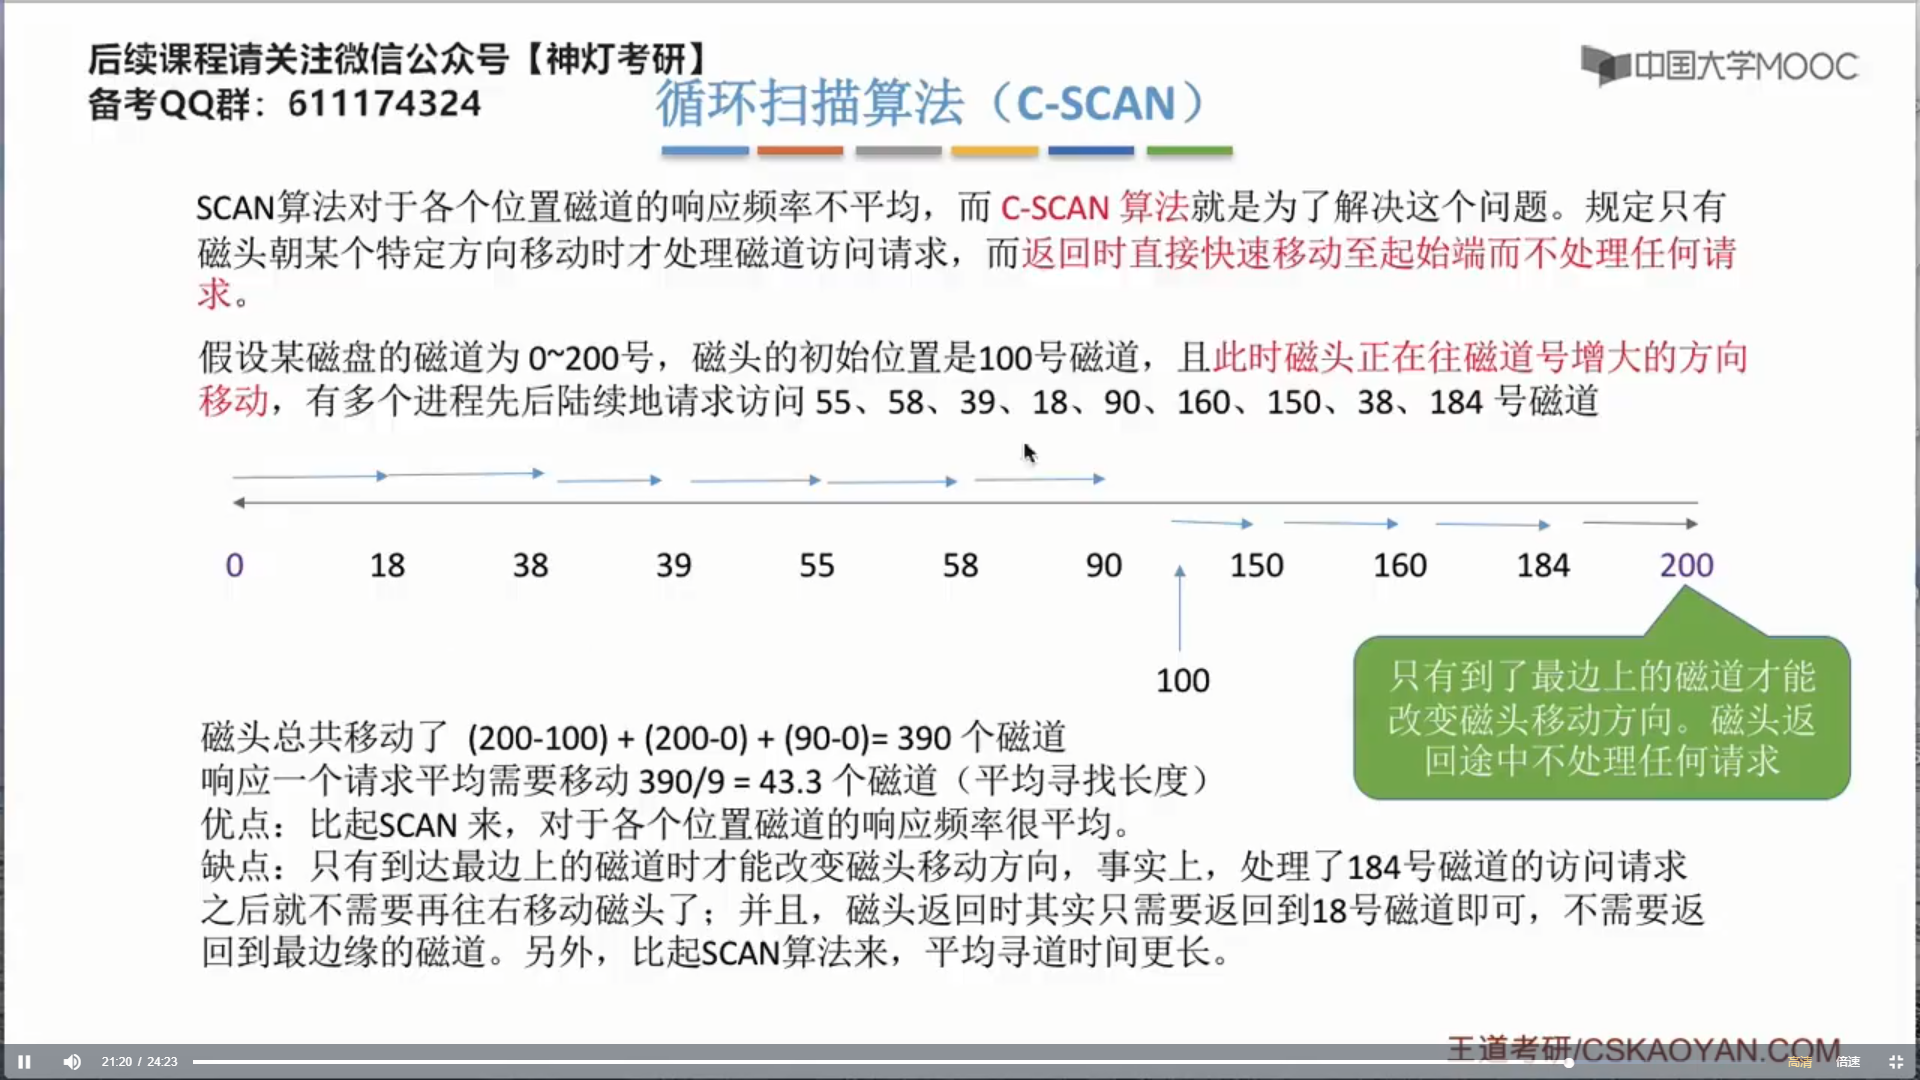 后续课程请关注微信公众号【神灯考研】
备考QQ群：611174324
中国大学MOOC
循环扫描算法（C-SCAN）
SCAN算法对于各个位置磁道的响应频率不平均，而 C-SCAN 算法就是为了解决这个问题。规定只有
磁头朝某个特定方向移动时才处理磁道访问请求，而返回时直接快速移动至起始端而不处理任何请
求。
假设某磁盘的磁道为 0~200号，磁头的初始位置是100号磁道，且此时磁头正在往磁道号增大的方向
移动，有多个进程先后陆续地请求访问 55、58、39、18、90、160、150、38、184 号磁道
0 18 38 39 55 58 90 150 160 184 200
100
只有到了最边上的磁道才能
改变磁头移动方向。磁头返
回途中不处理任何请求
磁头总共移动了 (200-100) + (200-0) + (90-0)= 390 个磁道
响应一个请求平均需要移动 390/9 = 43.3 个磁道（平均寻找长度）
优点：比起SCAN 来，对于各个位置磁道的响应频率很平均。
缺点：只有到达最边上的磁道时才能改变磁头移动方向，事实上，处理了184号磁道的访问请求
之后就不需要再往右移动磁头了；并且，磁头返回时其实只需要返回到18号磁道即可，不需要返
回到最边缘的磁道。另外，比起SCAN算法来，平均寻道时间更长。
王道考研/CSKAOYAN.COM
21:20 / 24:23
高清 倍速